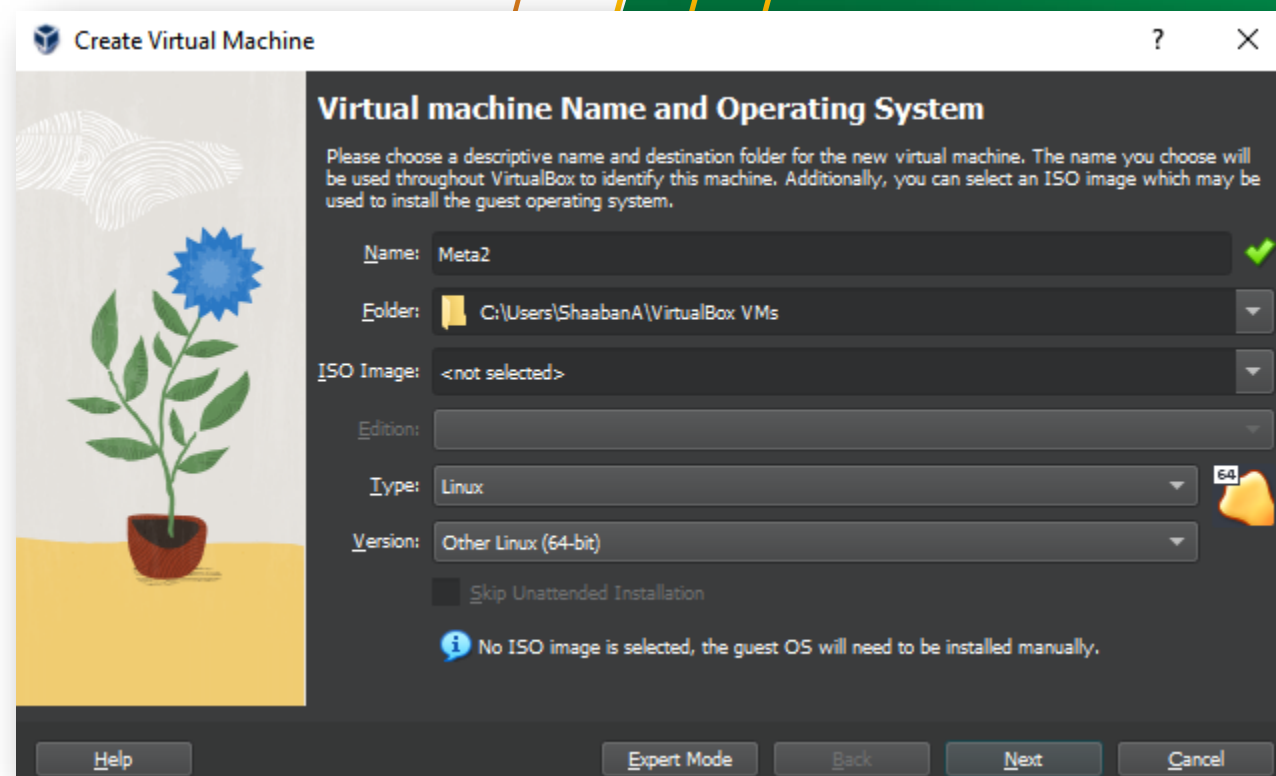 Create Virtual Machine
?
Virtual machine Name and Operating System
Please choose a descriptive name and destination folder for the new virtual machine. The name you choose will
be used throughout VirtualBox to identify this machine. Additionally, you can select an ISO image which may be
used to install the guest operating system.
Name: Meta2
Folder: C:\Users\ShaabanA\VirtualBox VMs
ISO Image: <not selected>
Edition:
Type: Linux
64
Version: Other Linux (64-bit)
Skip Unattended Installation
No ISO image is selected, the guest OS will need to be installed manually.
Help Expert Mode Back Next Cancel